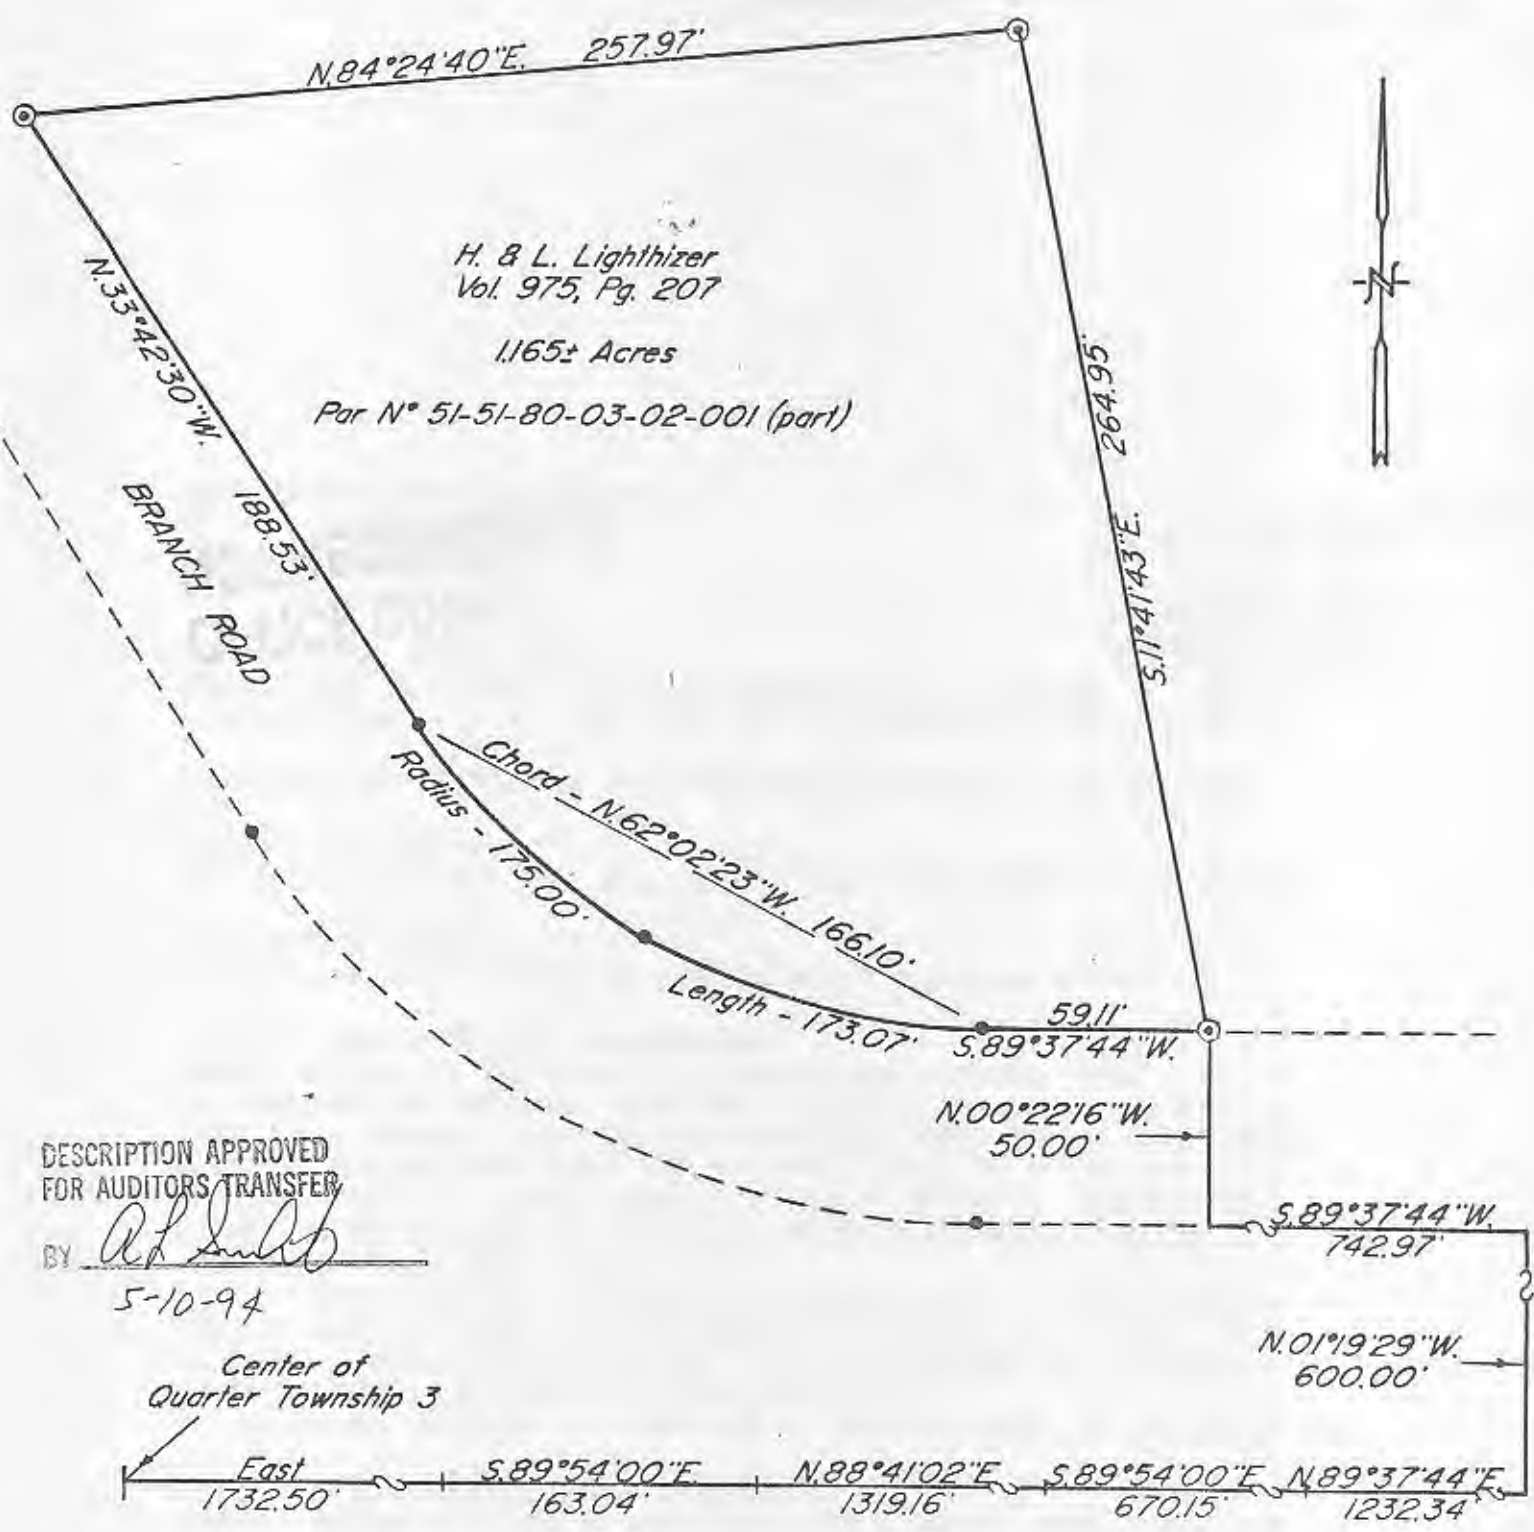 N.84°24'40"E. 257.97'
H. & L. Lighthizer
Vol. 975, Pg. 207
1.165± Acres
Par Nº 51-51-80-03-02-001 (part)
N.33°42'30"W. 188.53'
BRANCH ROAD
S.11°41'43"E. 264.95'
N
Chord - N.62°02'23"W. 166.10'
Radius - 175.00'
Length - 173.07'
59.11'
S.89°37'44"W.
N.00°22'16"W.
50.00'
DESCRIPTION APPROVED
FOR AUDITORS TRANSFER
BY
5-10-94
S.89°37'44"W.
742.97'
N.01°19'29"W.
600.00'
Center of
Quarter Township 3
East S.89°54'00"E. N.88°41'02"E. S.89°54'00"E. N.89°37'44"E.
1732.50' 163.04' 1319.16' 670.15' 1232.34'